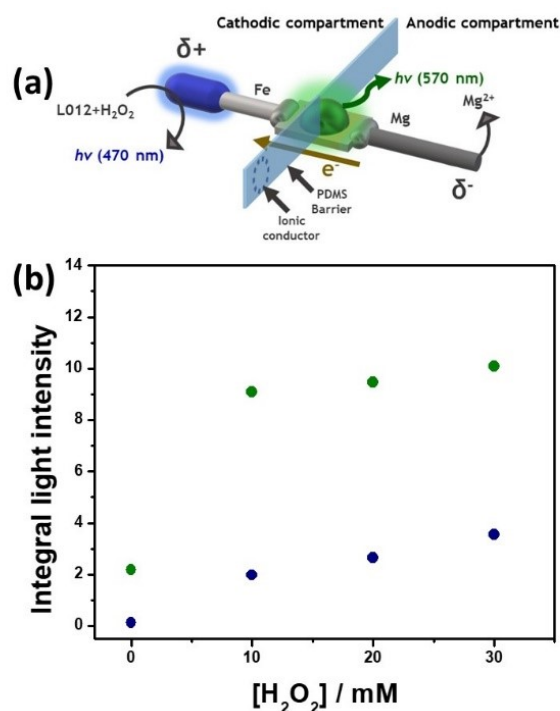 Cathodic compartment
Anodic compartment
(a)
δ+
Fe
hν (570 nm)
L012+H₂O₂
Mg
Mg²⁺
hν (470 nm)
e⁻
δ⁻
PDMS
Barrier
Ionic
conductor
(b)
14
12
10
8
6
4
2
0
Integral light intensity
0 10 20 30
[H₂O₂] / mM